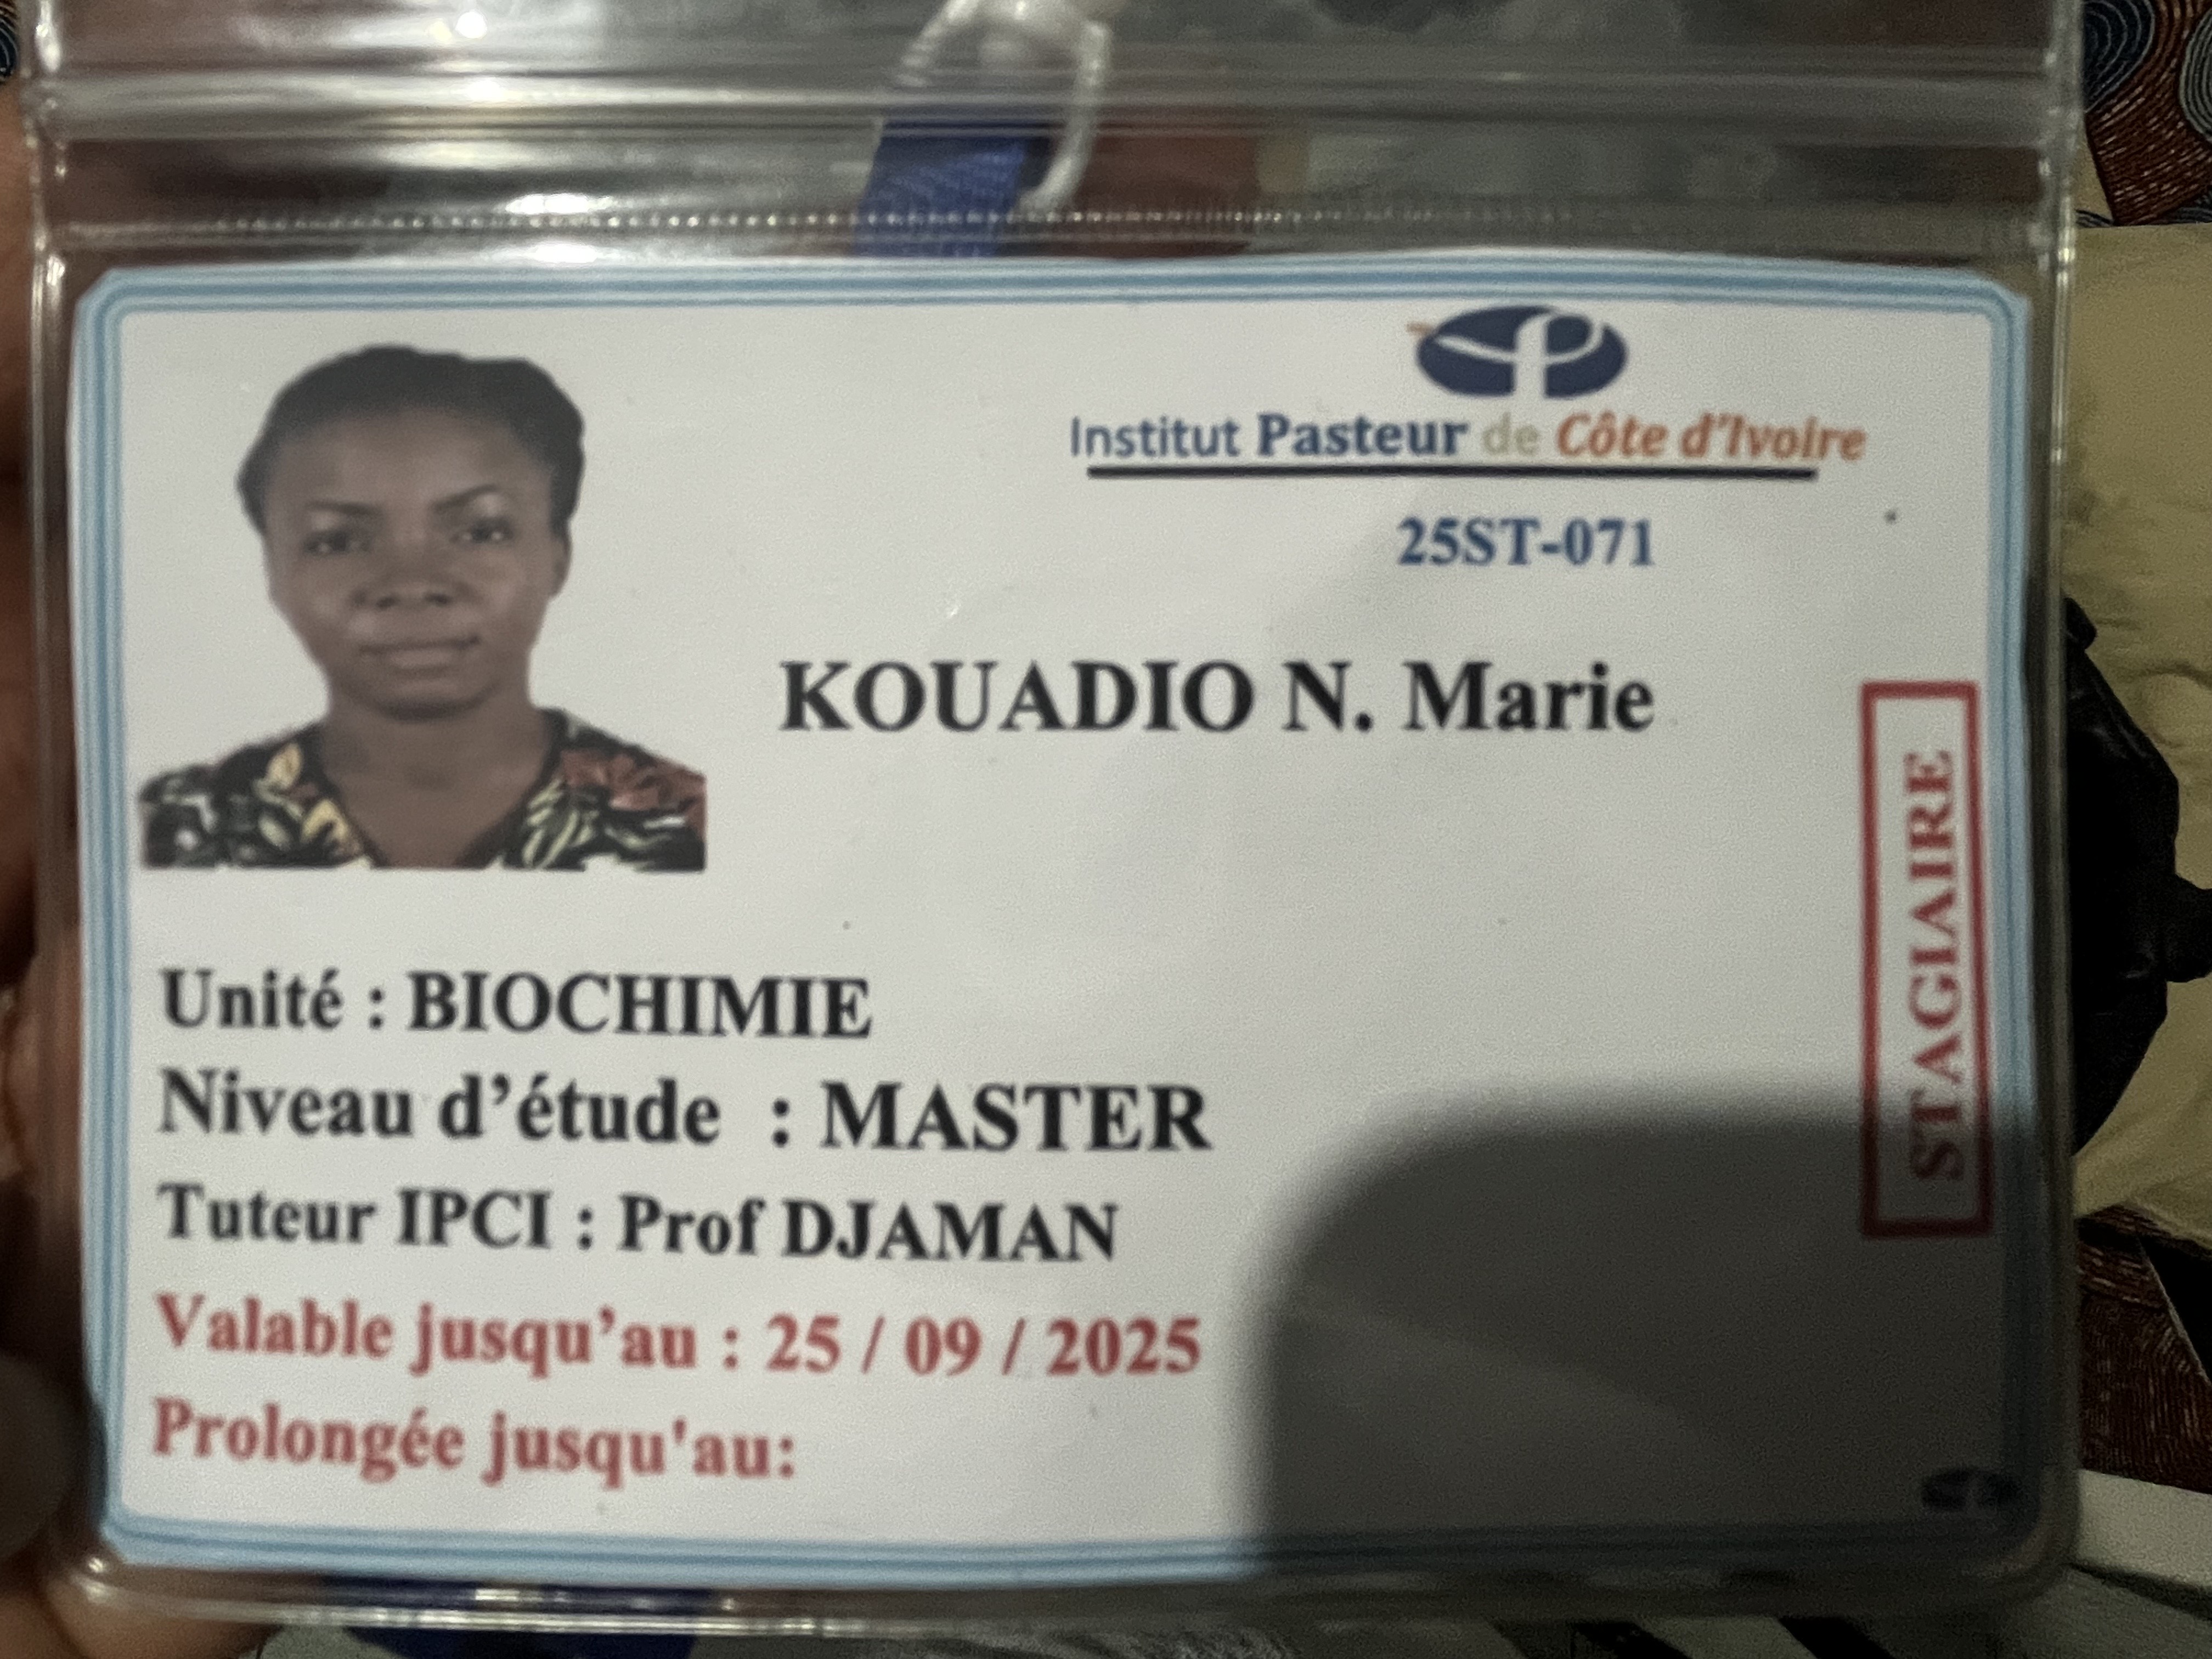 Institut Pasteur de Côte d'Ivoire
25ST-071
KOUADIO N. Marie
STAGIAIRE
Unité : BIOCHIMIE
Niveau d'étude : MASTER
Tuteur IPCI : Prof DJAMAN
Valable jusqu'au : 25 / 09 / 2025
Prolongée jusqu'au: